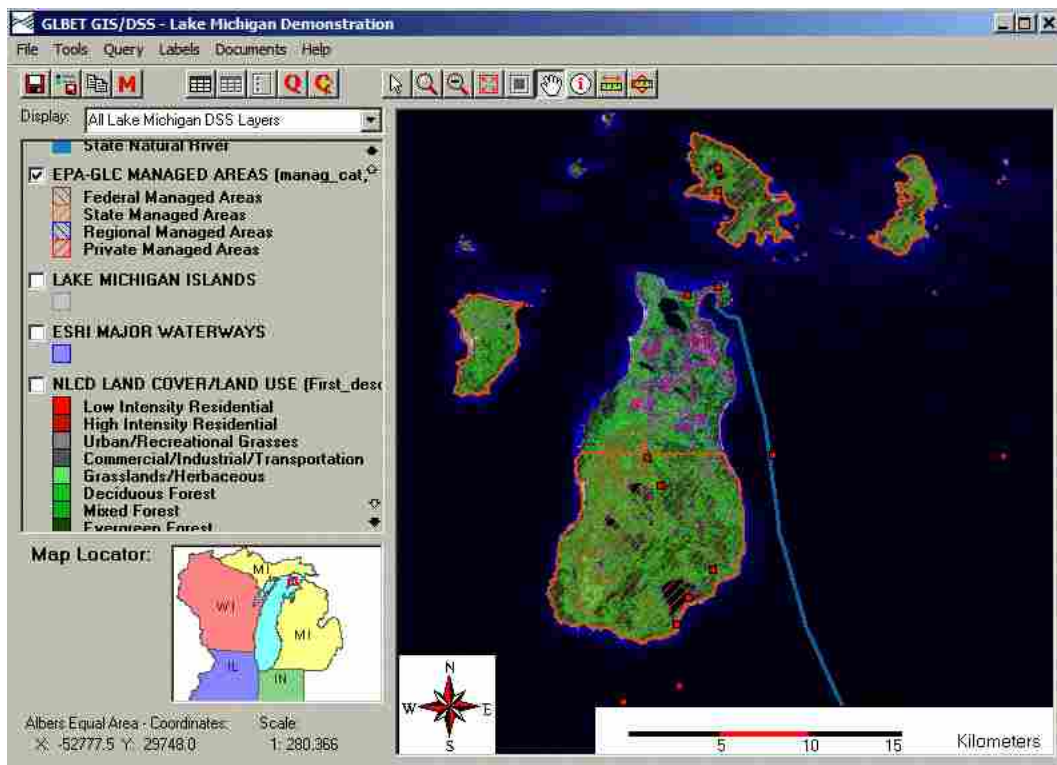 GLBET GIS/DSS - Lake Michigan Demonstration
File Tools Query Labels Documents Help
M Q
Display: All Lake Michigan DSS Layers
State Natural River
EPA-GLC MANAGED AREAS (manag_cat,
Federal Managed Areas
State Managed Areas
Regional Managed Areas
Private Managed Areas
LAKE MICHIGAN ISLANDS
ESRI MAJOR WATERWAYS
NLCD LAND COVER/LAND USE (First_desc
Low Intensity Residential
High Intensity Residential
Urban/Recreational Grasses
Commercial/Industrial/Transportation
Grasslands/Herbaceous
Deciduous Forest
Mixed Forest
Evergreen Forest
Map Locator:
MI
WI
MI
IL
IN
Albers Equal Area - Coordinates: Scale:
X: -52777.5 Y: 29748.0 1: 280,366
N
W E
S
5 10 15 Kilometers